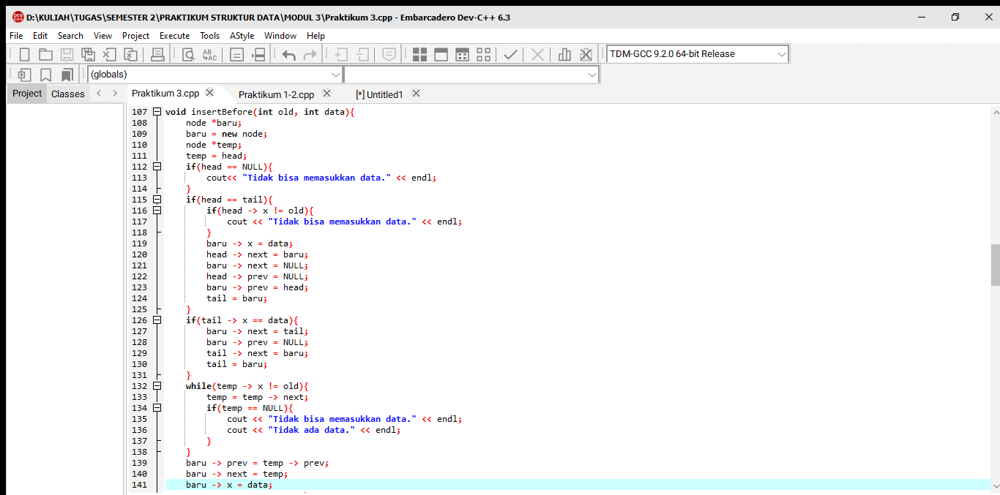 D:\KULIAH\TUGAS\SEMESTER 2\PRAKTIKUM STRUKTUR DATA\MODUL 3\Praktikum 3.cpp - Embarcadero Dev-C++ 6.3
File Edit Search View Project Execute Tools AStyle Window Help
TDM-GCC 9.2.0 64-bit Release
(globals)
Project Classes Praktikum 3.cpp Praktikum 1-2.cpp [*] Untitled1
107 void insertBefore(int old, int data){
108 node *baru;
109 baru = new node;
110 node *temp;
111 temp = head;
112 if(head == NULL){
113 cout<< "Tidak bisa memasukkan data." << endl;
114 }
115 if(head == tail){
116 if(head -> x != old){
117 cout << "Tidak bisa memasukkan data." << endl;
118 }
119 baru -> x = data;
120 head -> next = baru;
121 baru -> next = NULL;
122 head -> prev = NULL;
123 baru -> prev = head;
124 tail = baru;
125 }
126 if(tail -> x == data){
127 baru -> next = tail;
128 baru -> prev = NULL;
129 tail -> next = baru;
130 tail = baru;
131 }
132 while(temp -> x != old){
133 temp = temp -> next;
134 if(temp == NULL){
135 cout << "Tidak bisa memasukkan data." << endl;
136 cout << "Tidak ada data." << endl;
137 }
138 }
139 baru -> prev = temp -> prev;
140 baru -> next = temp;
141 baru -> x = data;